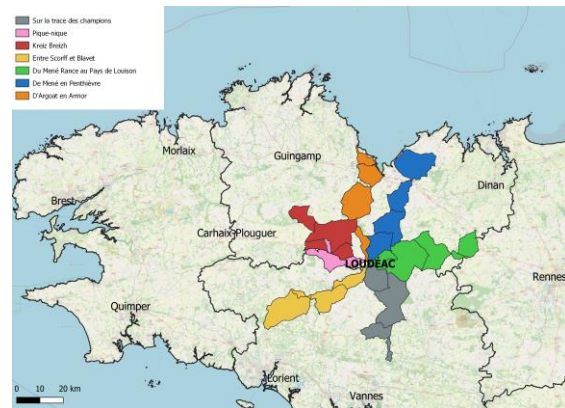 Sur la trace des champions
Pique-nique
Kreiz Breizh
Entre Scorff et Blavet
Du Mené Rance au Pays de Louison
De Mené en Penthièvre
D'Argoat en Armor
Morlaix
Guingamp
Dinan
Brest
Carhaix-Plouguer
LOUDÉAC
Rennes
Quimper
Lorient
Vannes
0 10 20 km